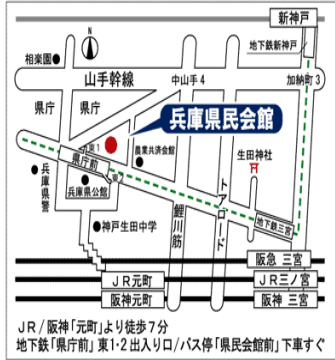 新神戸
地下鉄新神戸
相楽園
N
山手幹線
中山手4
加納町3
県庁
県庁
兵庫県民会館
東1
農業共済会館
生田神社
県庁前
東2
兵庫県警
兵庫県公館
神戸生田中学
鯉川筋
トアロード
地下鉄三宮
阪急 三宮
JR元町
JR三ノ宮
阪神元町
阪神 三宮
JR/阪神「元町」より徒歩7分
地下鉄「県庁前」東1・2出入り口/バス停「県民会館前」下車すぐ